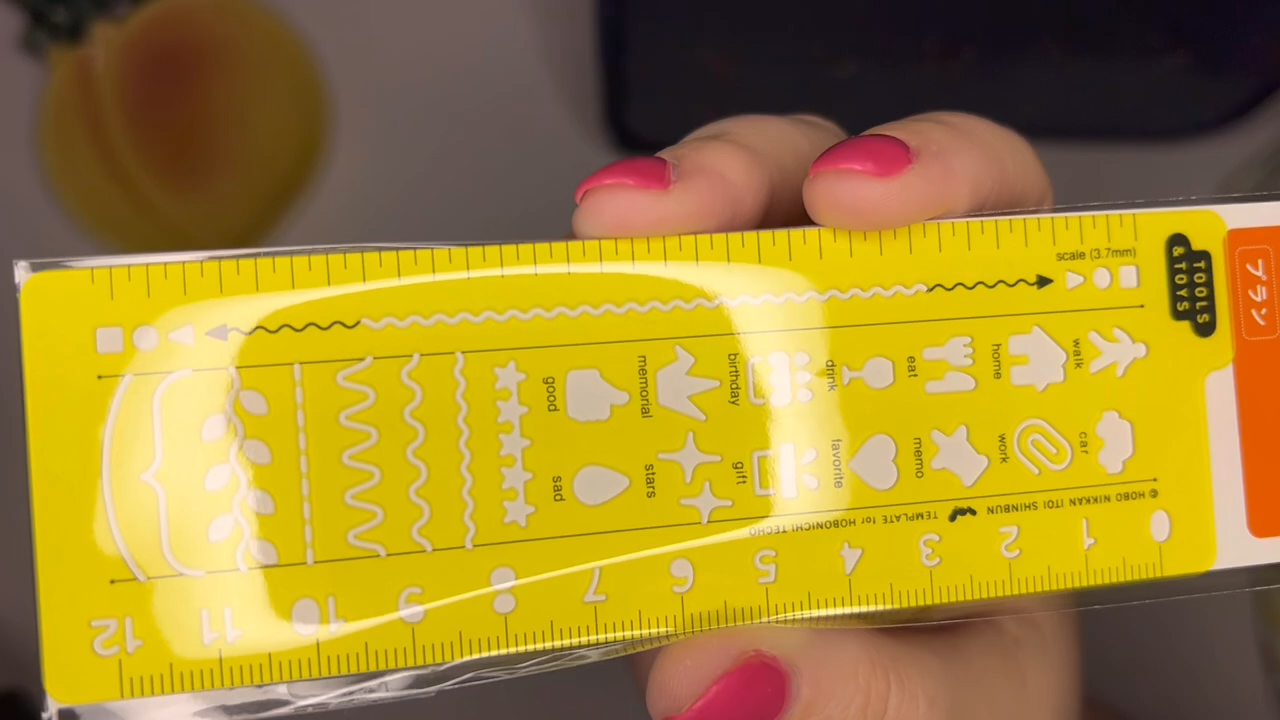 TOOLS
& TOYS
プラン
scale (3.7mm)
walk
home
eat
drink
birthday
memorial
good
car
work
memo
favorite
gift
stars
sad
© HOBO NIKKAN ITOI SHINBUN
TEMPLATE for HOBONICHI TECHO
0 1 2 3 4 5 6 7 8 9 10 11 12